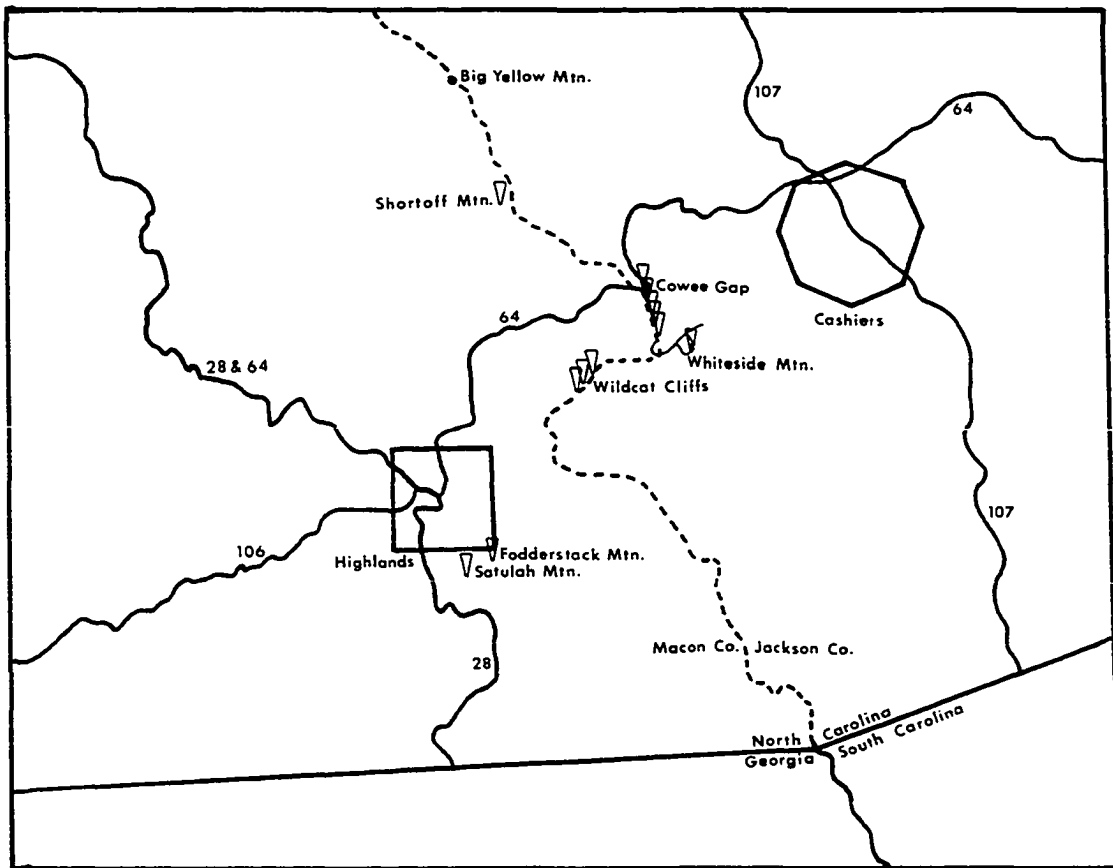 Big Yellow Mtn.
107
64
Shortoff Mtn.
Cowee Gap
64
Cashiers
Whiteside Mtn.
28 & 64
Wildcat Cliffs
107
106
Highlands
Fodderstack Mtn.
Satulah Mtn.
Macon Co.
Jackson Co.
28
North Carolina
Georgia
South Carolina